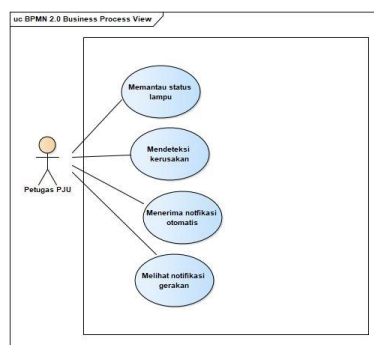 uc BPMN 2.0 Business Process View
Memantau status
lampu
Mendeteksi
kerusakan
Petugas PJU
Menerima notfikasi
otomatis
Melihat notifikasi
gerakan